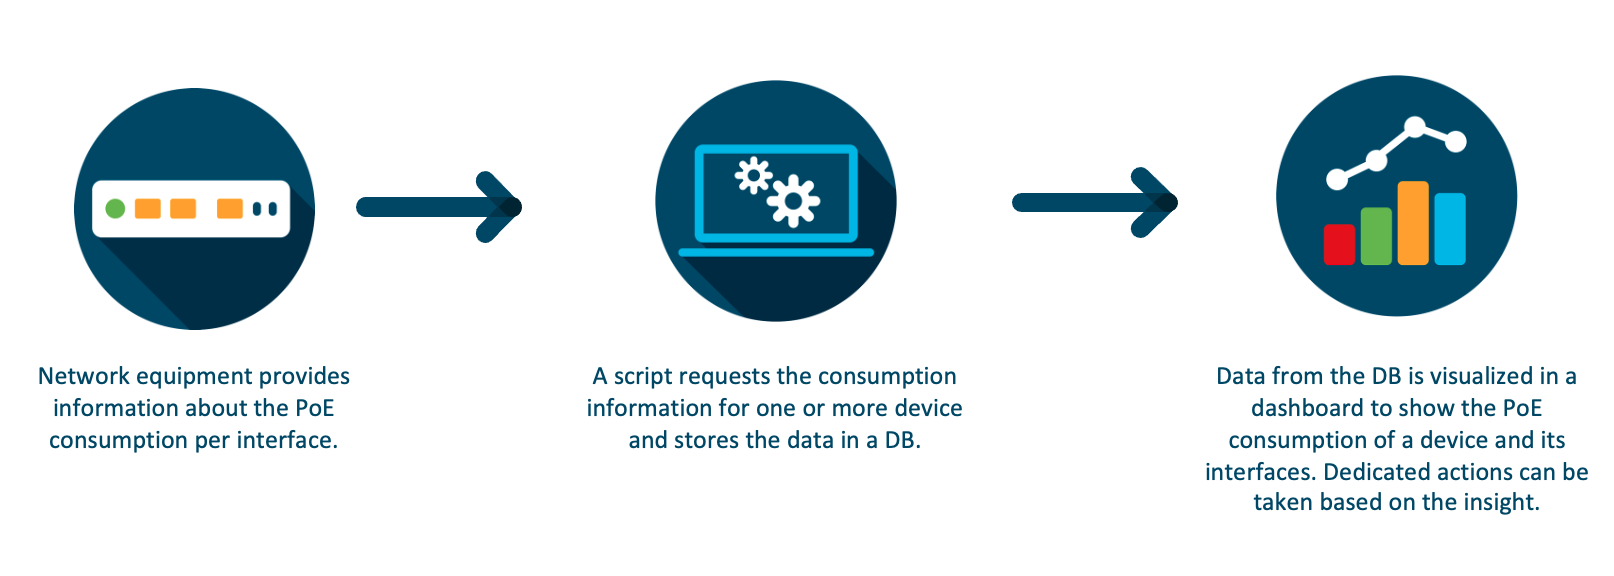 Network equipment provides
information about the PoE
consumption per interface.
A script requests the consumption
information for one or more device
and stores the data in a DB.
Data from the DB is visualized in a
dashboard to show the PoE
consumption of a device and its
interfaces. Dedicated actions can be
taken based on the insight.